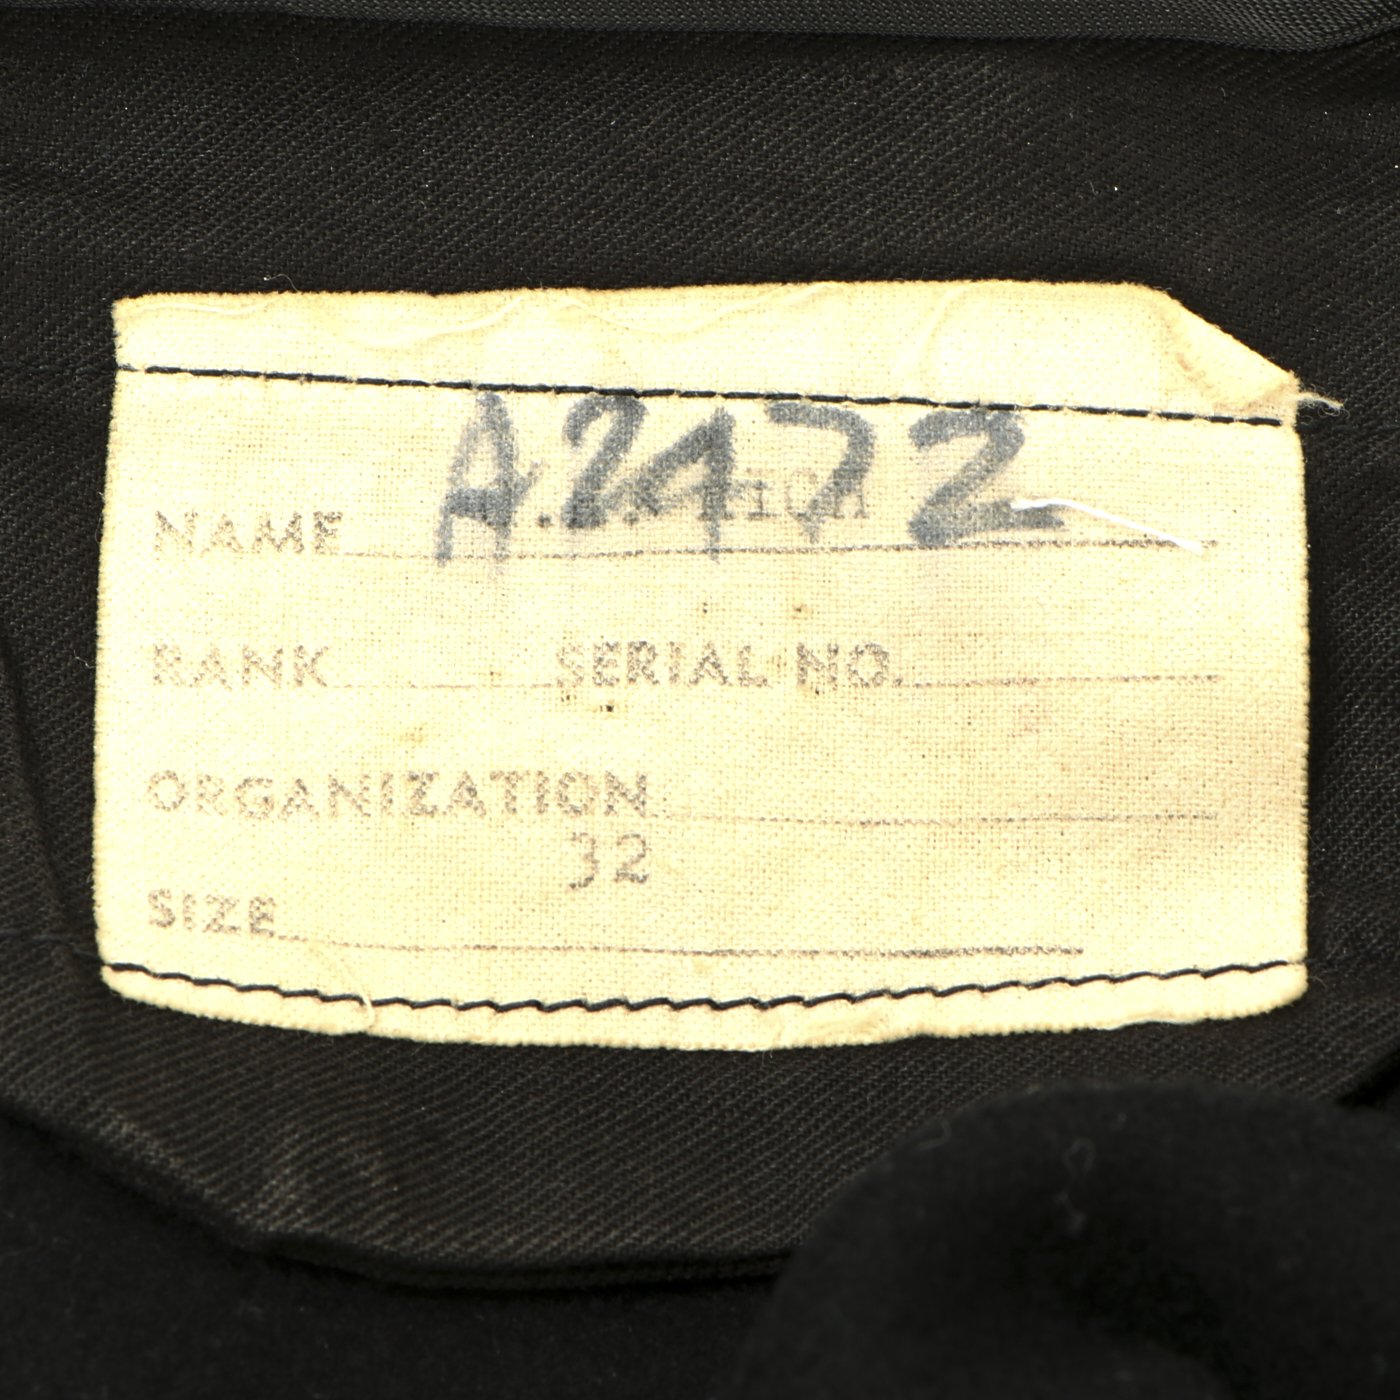 A2472
NAME
RANK SERIAL NO.
ORGANIZATION
32
SIZE